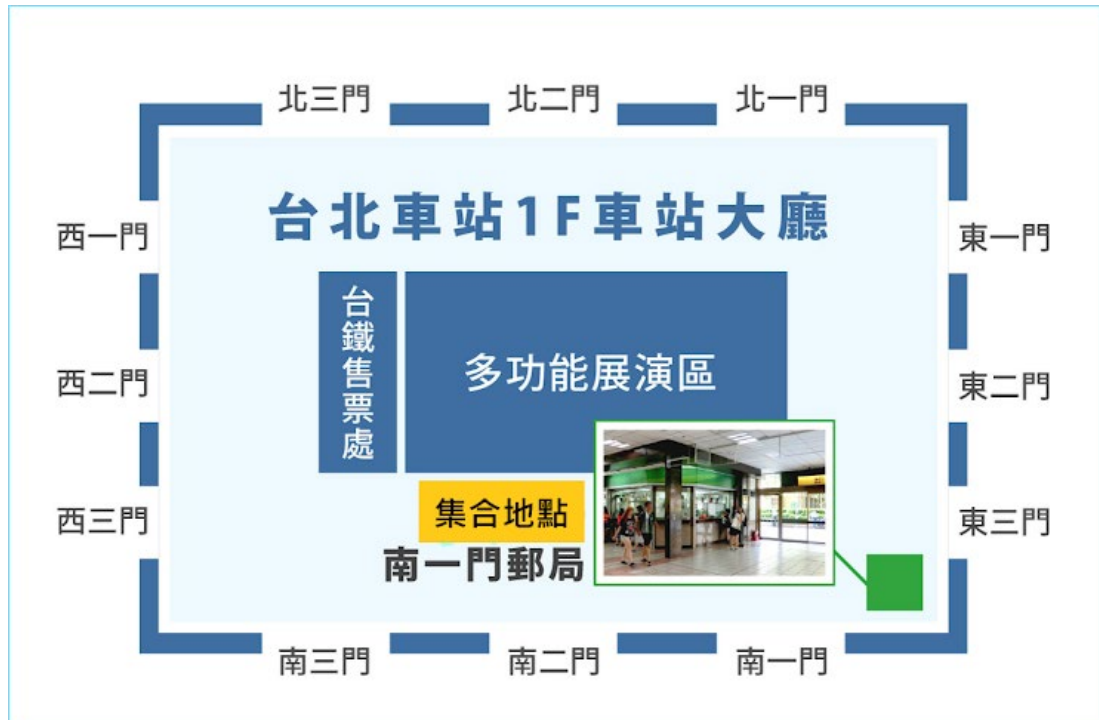 北三門
北二門
北一門
台北車站1F車站大廳
西一門
東一門
台鐵售票處
多功能展演區
西二門
東二門
集合地點
南一門郵局
西三門
東三門
南三門
南二門
南一門